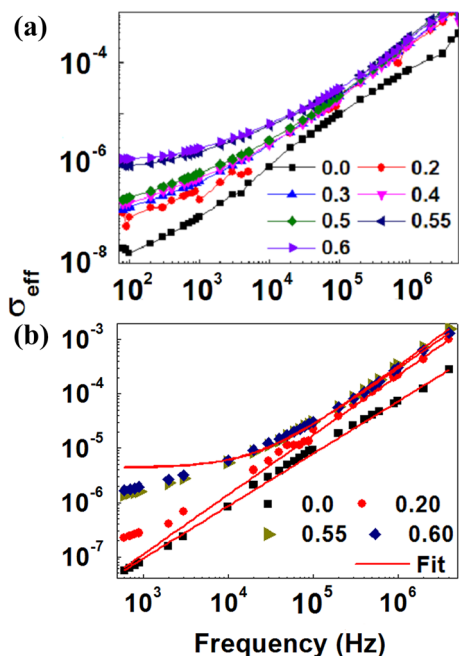 (a)
10⁻⁴
10⁻⁶
10⁻⁸
0.0 0.2
0.3 0.4
0.5 0.55
0.6
10² 10³ 10⁴ 10⁵ 10⁶
σeff
(b)
10⁻³
10⁻⁴
10⁻⁵
10⁻⁶
10⁻⁷
0.0 0.20
0.55 0.60
Fit
10³ 10⁴ 10⁵ 10⁶
Frequency (Hz)